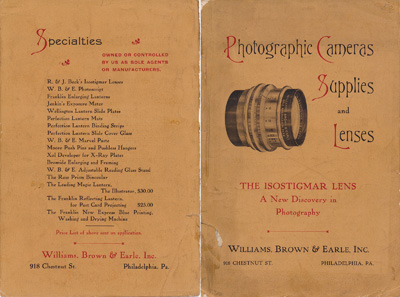 Specialties
OWNED OR CONTROLLED
BY US AS SOLE AGENTS
OR MANUFACTURERS.
R. & J. Beck's Isostigmar Lenses
W. B. & E. Photoscript
Franklin Enlarging Lanterns
Jackie's Exposure Meter
Wellington Lantern Slide Plates
Perfection Lantern Mats
Perfection Lantern Binding Strips
Perfection Lantern Slide Cover Glass
W. B. & E. Marvel Paste
Moore Push Pins and Pushless Hangers
Xol Developer for X-Ray Plates
Bromide Enlarging and Framing
W. B. & E. Adjustable Reading Glass Stand
The Ross Prism Binocular
The Leading Magic Lantern,
The Illustrator, $30.00
The Franklin Reflecting Lantern,
for Post Card Projecting $25.00
The Franklin New Express Blue Printing,
Washing and Drying Machine
Price List of above sent on application.
Williams, Brown & Earle, Inc.
918 Chestnut St. Philadelphia, Pa.
Photographic Cameras
Supplies
and
Lenses
THE ISOSTIGMAR LENS
A New Discovery in
Photography
WILLIAMS, BROWN & EARLE, INC.
918 CHESTNUT ST. PHILADELPHIA, PA.